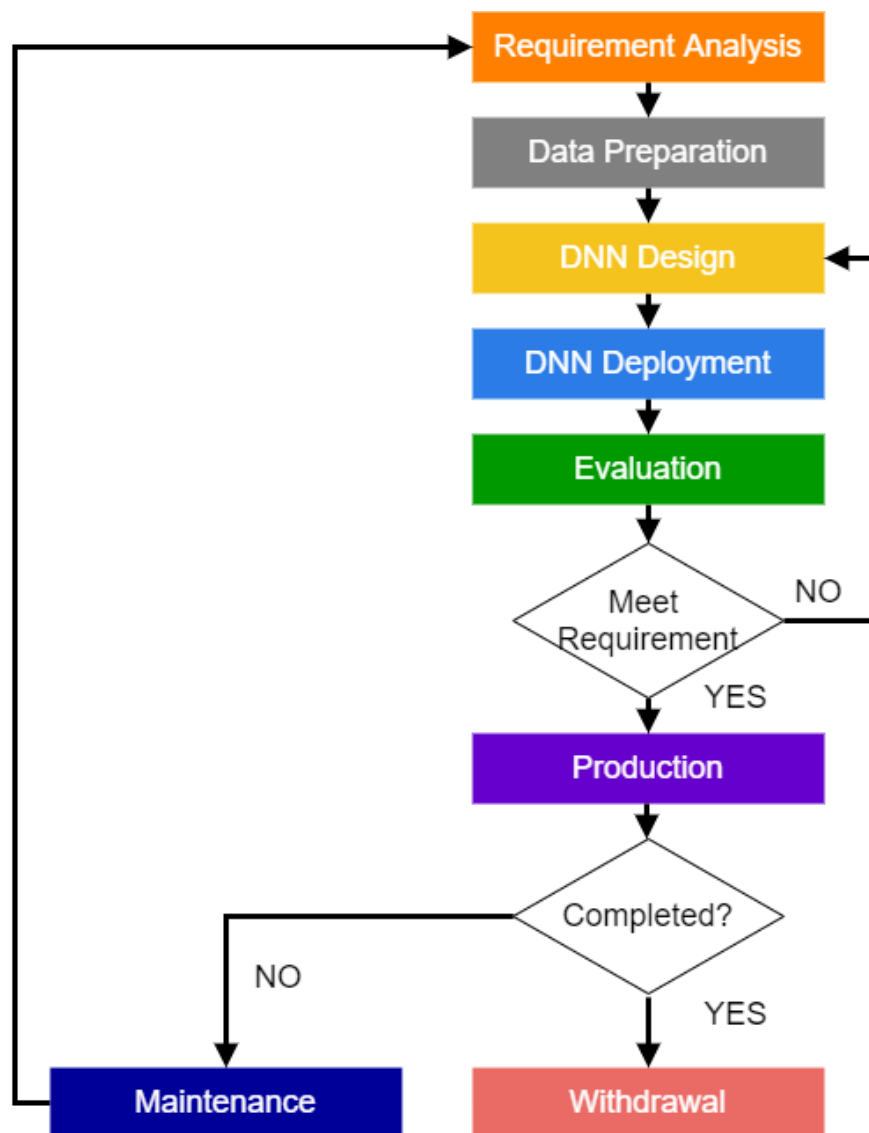 Requirement Analysis
Data Preparation
DNN Design
DNN Deployment
Evaluation
Meet
Requirement
NO
YES
Production
Completed?
NO
YES
Maintenance
Withdrawal